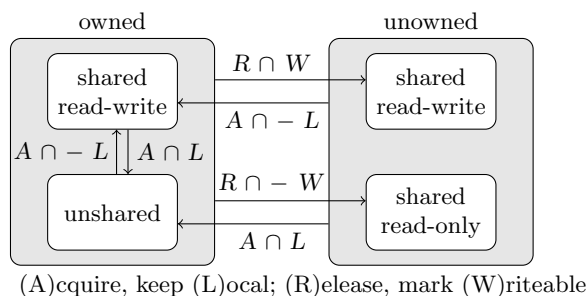 owned
unowned
shared
read-write
R ∩ W
shared
read-write
A ∩ − L
A ∩ − L
A ∩ L
unshared
R ∩ − W
shared
read-only
A ∩ L
(A)cquire, keep (L)ocal; (R)elease, mark (W)riteable